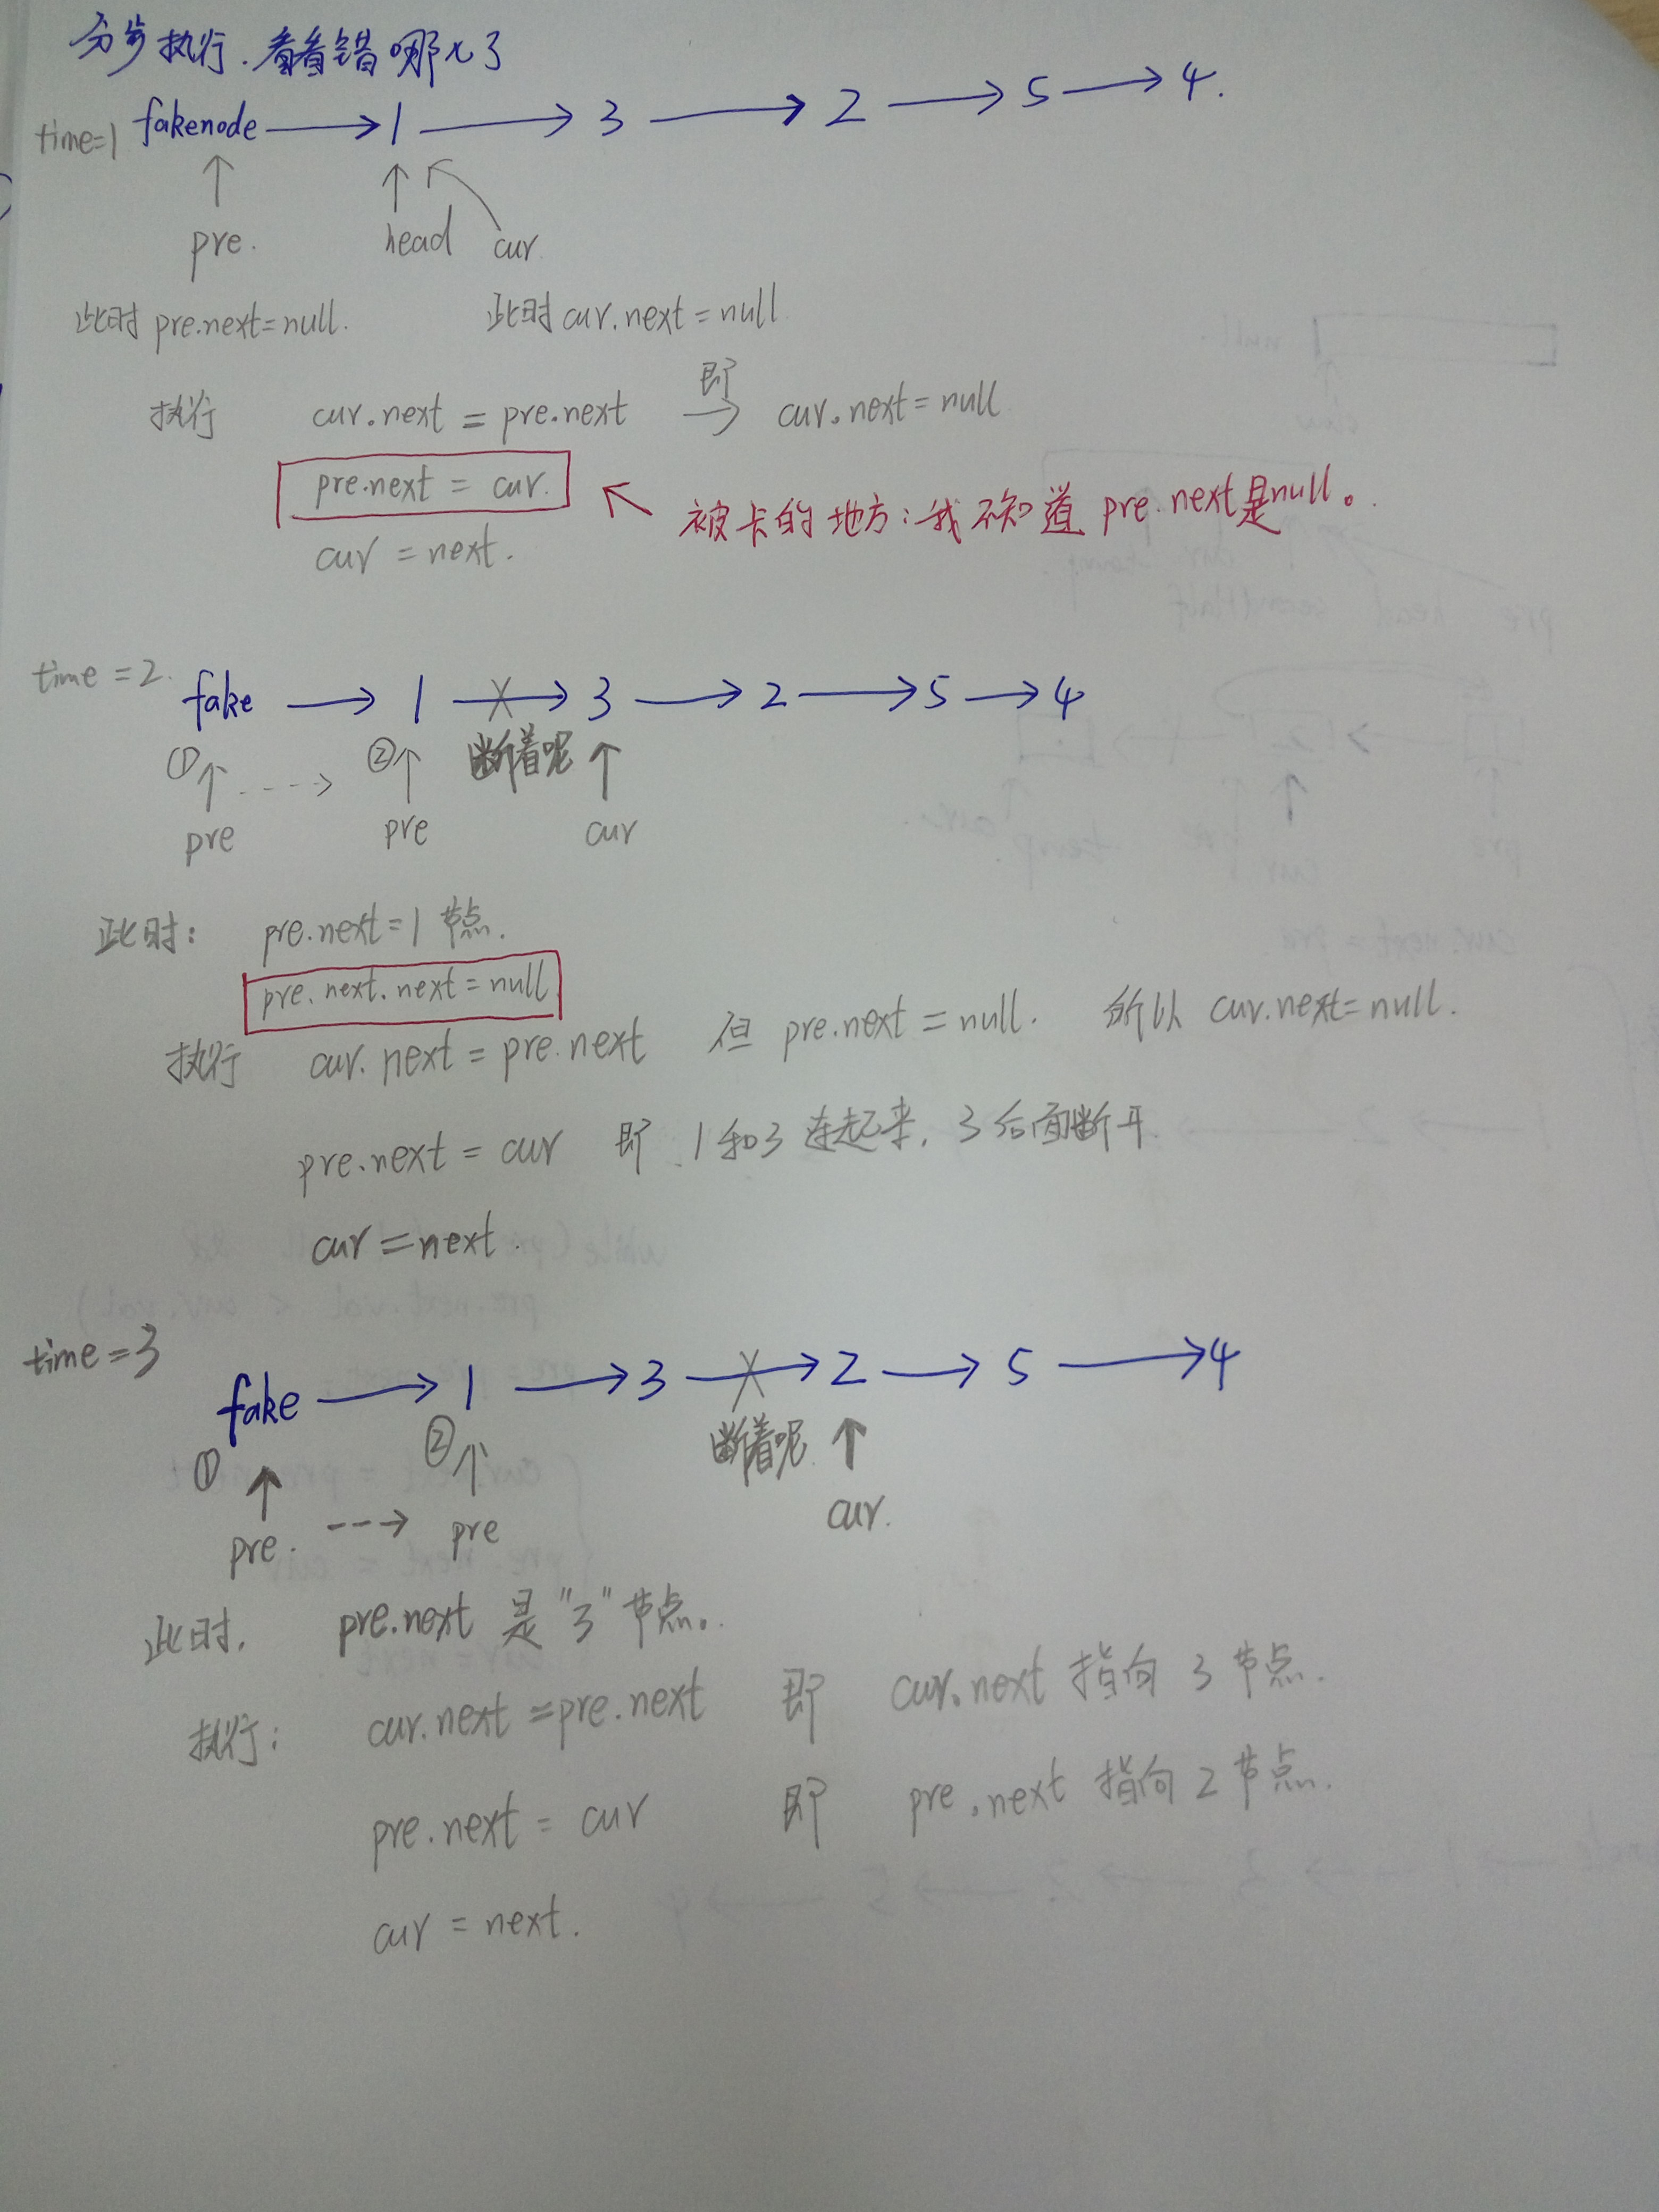 分步执行.看看错哪儿了
time=1 fakenode → 1 → 3 → 2 → 5 → 4.
↑ ↑ ↖
pre. head cur
此时 pre.next=null. 此时 cur.next = null
执行 cur.next = pre.next 即→ cur.next = null
pre.next = cur. ↖ 被卡的地方:我不知道 pre.next是null。
cur = next.
time =2. fake → 1 → 3 → 2 → 5 → 4
①↑ ---→ ②↑ 断着呢 ↑
pre pre cur
此时: pre.next=1 节点.
pre.next.next=null
执行 cur.next = pre.next 但 pre.next = null. 所以 cur.next=null.
pre.next = cur 即 1和3连起来, 3后面断开
cur = next.
time =3 fake → 1 → 3 → 2 → 5 → 4
① ↑ ②↑ 断着呢. ↑
pre. ---→ pre cur.
此时, pre.next 是 "3" 节点。
执行: cur.next =pre.next 即 cur.next 指向 3 节点.
pre.next = cur 即 pre.next 指向 2 节点.
cur = next.